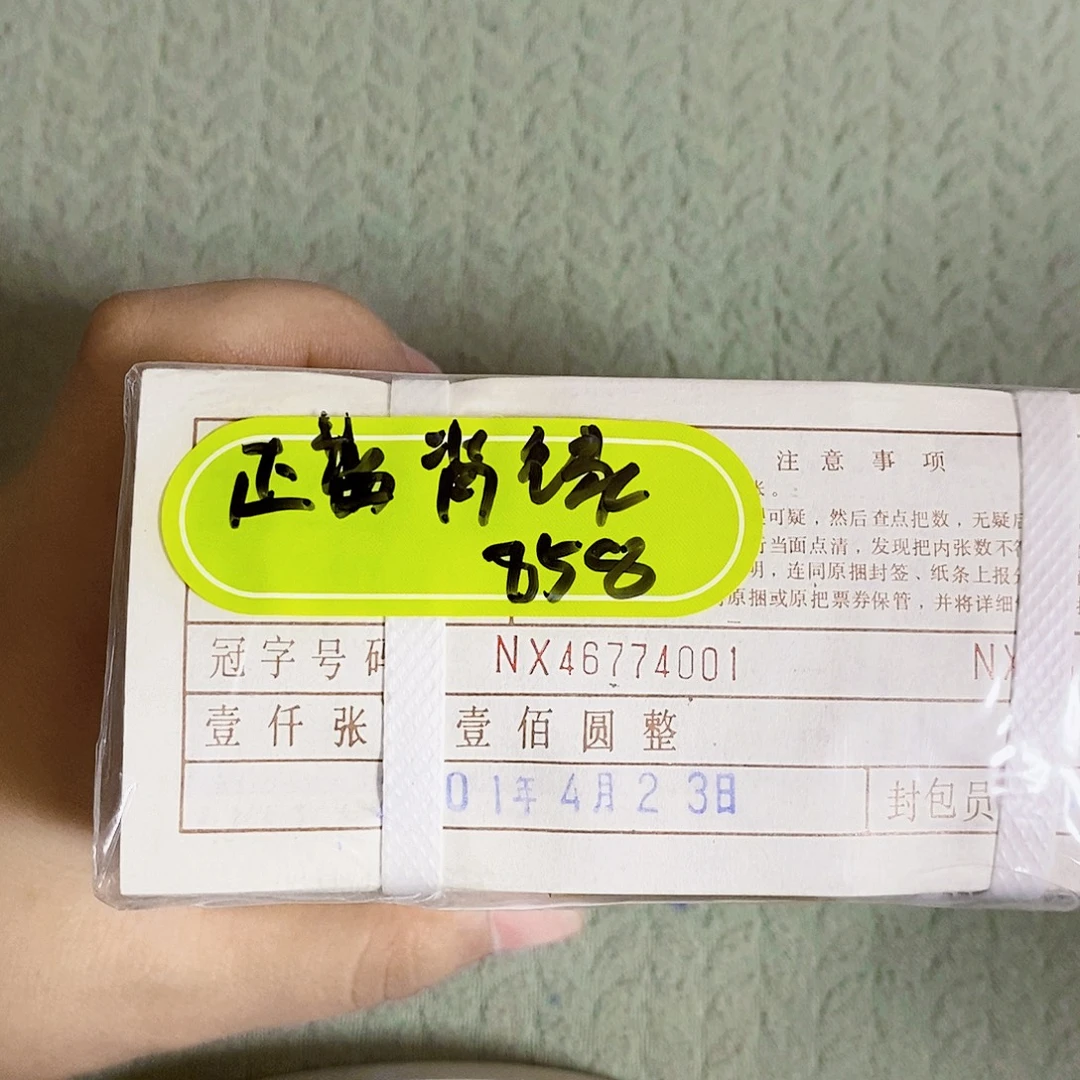 正苗背绿
858
注意事项
张。
可疑，然后查点把数，无疑后
当面点清，发现把内张数不符
明，连同原捆封签、纸条上报
原捆或原把票券保管，并将详细
冠字号码 NX46774001 NX
壹仟张 壹佰圆整
01年4月23日 封包员